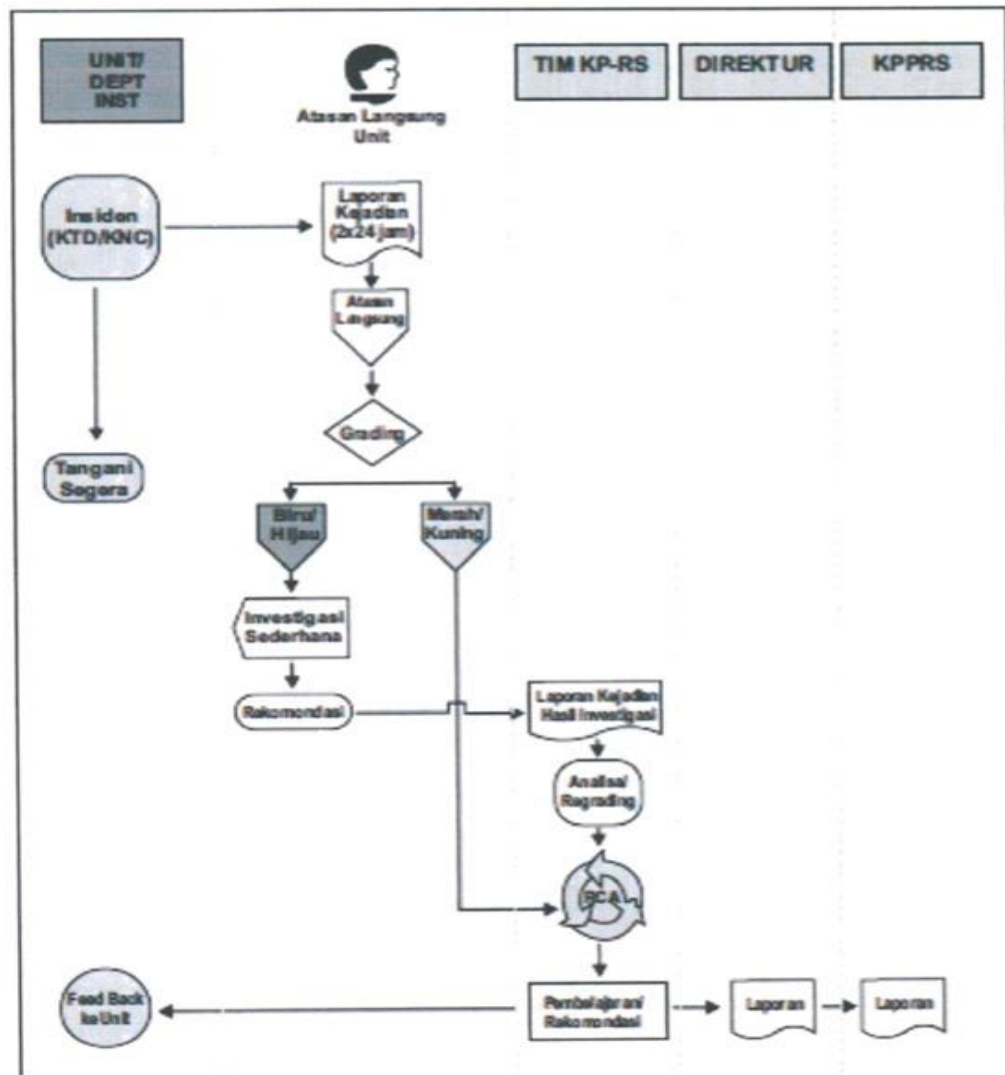 UNIT/
DEPT
INST
Atasan Langsung
Unit
TIM KP-RS
DIREKTUR
KPPRS
Insiden
(KTD/KNC)
Laporan
Kejadian
(2x24 jam)
Atasan
Langsung
Grading
Tangani
Segera
Biru/
Hijau
Merah/
Kuning
Investigasi
Sederhana
Rekomondasi
Laporan Kejadian
Hasil Investigasi
Analisa/
Regrading
RCA
Feed Back
ke Unit
Pembelajaran/
Rekomondasi
Laporan
Laporan